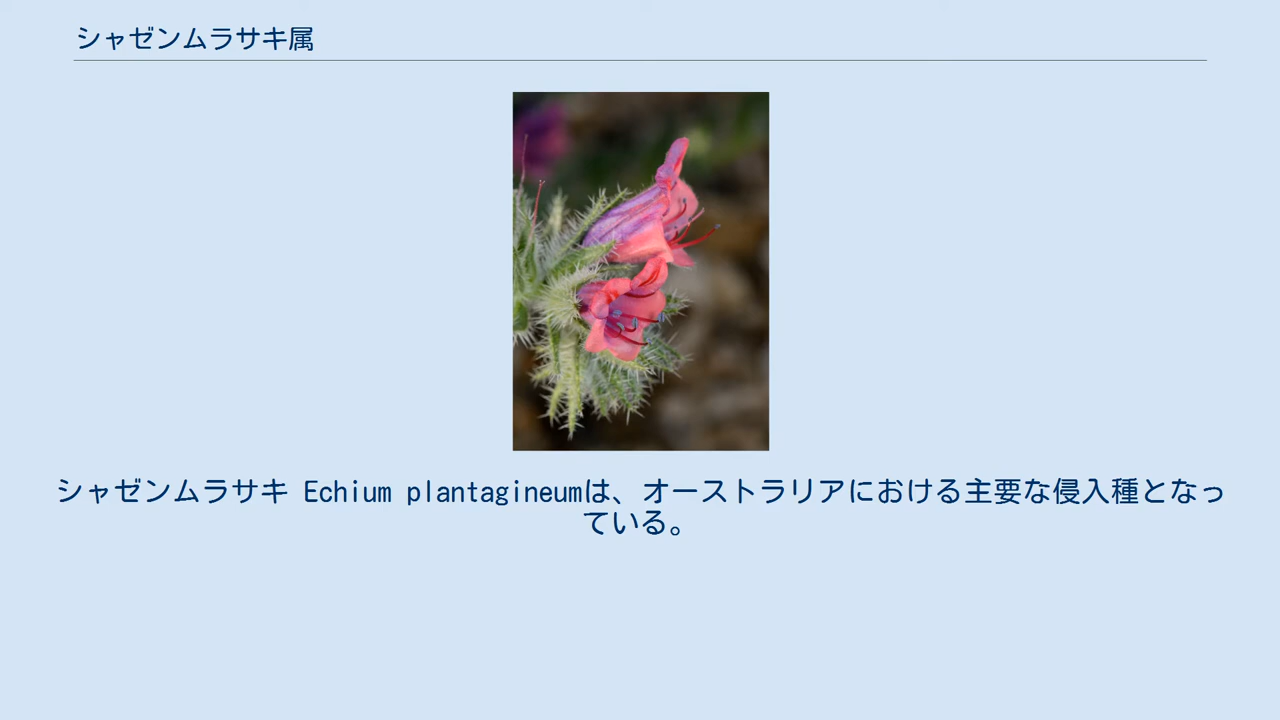 シャゼンムラサキ属
シャゼンムラサキ Echium plantagineumは、オーストラリアにおける主要な侵入種となっ
ている。